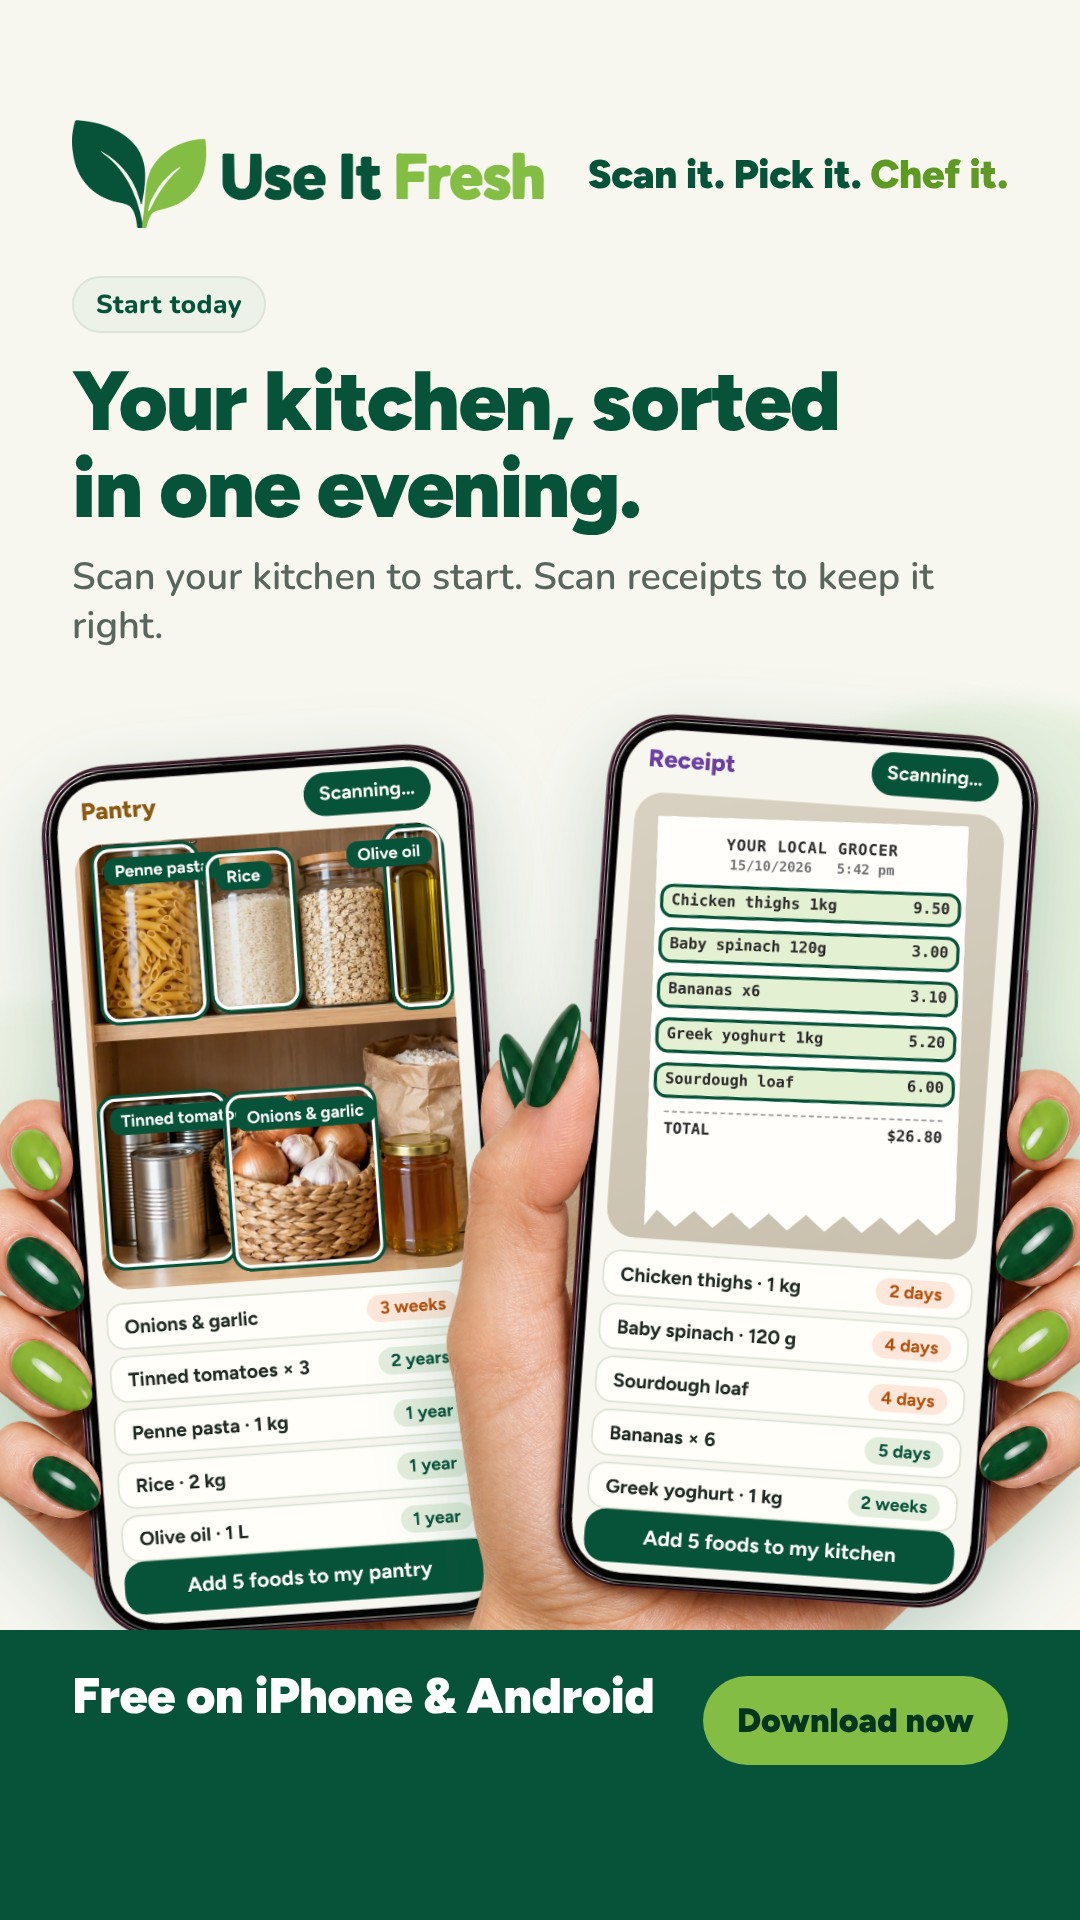 Use It Fresh
Scan it. Pick it. Chef it.
Start today
Your kitchen, sorted
in one evening.
Scan your kitchen to start. Scan receipts to keep it
right.
Pantry
Scanning...
Penne pasta
Rice
Olive oil
Onions & garlic
Onions & garlic
3 weeks
Tinned tomatoes × 3
2 years
Penne pasta · 1 kg
1 year
Rice · 2 kg
1 year
Olive oil · 1 L
1 year
Add 5 foods to my pantry
Receipt
Scanning...
YOUR LOCAL GROCER
15/10/2026 5:42 pm
Chicken thighs 1kg 9.50
Baby spinach 120g 3.00
Bananas x6 3.10
Greek yoghurt 1kg 5.20
Sourdough loaf 6.00
TOTAL $26.80
Chicken thighs · 1 kg
2 days
Baby spinach · 120 g
4 days
Sourdough loaf
4 days
Bananas × 6
5 days
Greek yoghurt · 1 kg
2 weeks
Add 5 foods to my kitchen
Free on iPhone & Android
Download now